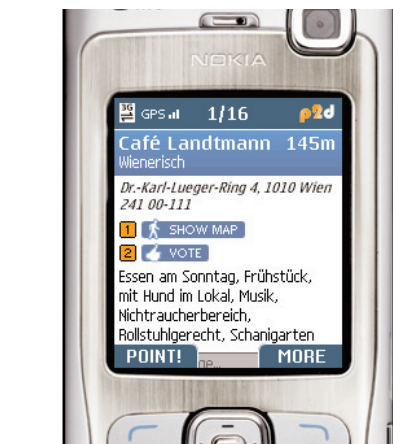 NOKIA
3G GPS 1/16 p2d
Café Landtmann 145m
Wienerisch
Dr.-Karl-Lueger-Ring 4, 1010 Wien
241 00-111
1 SHOW MAP
2 VOTE
Essen am Sonntag, Frühstück,
mit Hund im Lokal, Musik,
Nichtraucherbereich,
Rollstuhlgerecht, Schanigarten
POINT! MORE